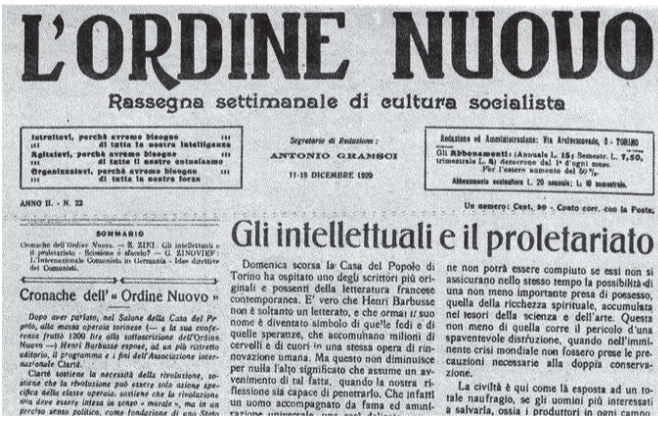 L'ORDINE NUOVO
Rassegna settimanale di cultura socialista
Istruitevi, perchè avremo bisogno
di tutta la nostra intelligenza
Agitatevi, perchè avremo bisogno
di tutto il nostro entusiasmo
Organizzatevi, perchè avremo bisogno
di tutta la nostra forza
Segretario di Redazione:
ANTONIO GRAMSCI
11-18 DICEMBRE 1920
Redazione ed Amministrazione: Via Arcivescovado, 3 - TORINO
Gli Abbonamenti: (Annuale L. 15; Semestr. L. 7,50,
trimestrale L. 4) decorrono dal 1° d'ogni mese.
Per l'estero aumento del 50 %.
Abbonamento sostenitore L. 20 annuale; L. 10 semestrale.
ANNO II. - N. 22
Un numero: Cent. 30 - Conto corr. con la Posta.
SOMMARIO
Cronache dell'Ordine Nuovo. — Z. ZINI: Gli intellettuali e
il proletariato - Scissione o sfacelo? — G. ZINOVIEF:
L'Internazionale Comunista in Germania - Idee direttive
dei Comunisti.
Cronache dell' « Ordine Nuovo »
Dopo aver parlato, nel Salone della Casa del Po-
polo, alla massa operaia torinese (— e la sua confe-
renza fruttò 1200 lire alla sottoscrizione dell'Ordine
Nuovo —) Henri Barbusse espose, ad un più ristretto
uditorio, il programma e i fini dell'Associazione inter-
nazionale Clarté.
Clarté sostiene la necessità della rivoluzione, so-
stiene che la rivoluzione può essere solo azione spe-
cifica della classe operaia, sostiene che la rivoluzione
non deve essere intesa in senso « morale », ma in un
preciso senso politico, come fondazione di uno Stato
Gli intellettuali e il proletariato
Domenica scorsa la Casa del Popolo di
Torino ha ospitato uno degli scrittori più ori-
ginali e possenti della letteratura francese
contemporanea. E' vero che Henri Barbusse
non è soltanto un letterato, e che ormai il suo
nome è diventato simbolo di quelle fedi e di
quelle speranze, che accomunano milioni di
cervelli e di cuori in una stessa opera di rin-
novazione umana. Ma questo non diminuisce
per nulla l'alto significato che assume un av-
venimento di tal fatta, quando la nostra ri-
flessione sia capace di penetrarlo. Che infatti
un uomo accompagnato da fama ed ammi-
razione universale, una
ne non potrà essere compiuto se essi non si
assicurano nello stesso tempo la possibilità di
una non meno importante presa di possesso,
quella della ricchezza spirituale, accumulata
nei tesori della scienza e dell'arte. Questa
non meno di quella corre il pericolo d'una
spaventevole distruzione, quando nell'immi-
nente crisi mondiale non fossero prese le pre-
cauzioni necessarie alla doppia conserva-
zione.
La civiltà è qui come là esposta ad un to-
tale naufragio, se gli uomini più interessati
a salvarla, ossia i produttori in ogni campo